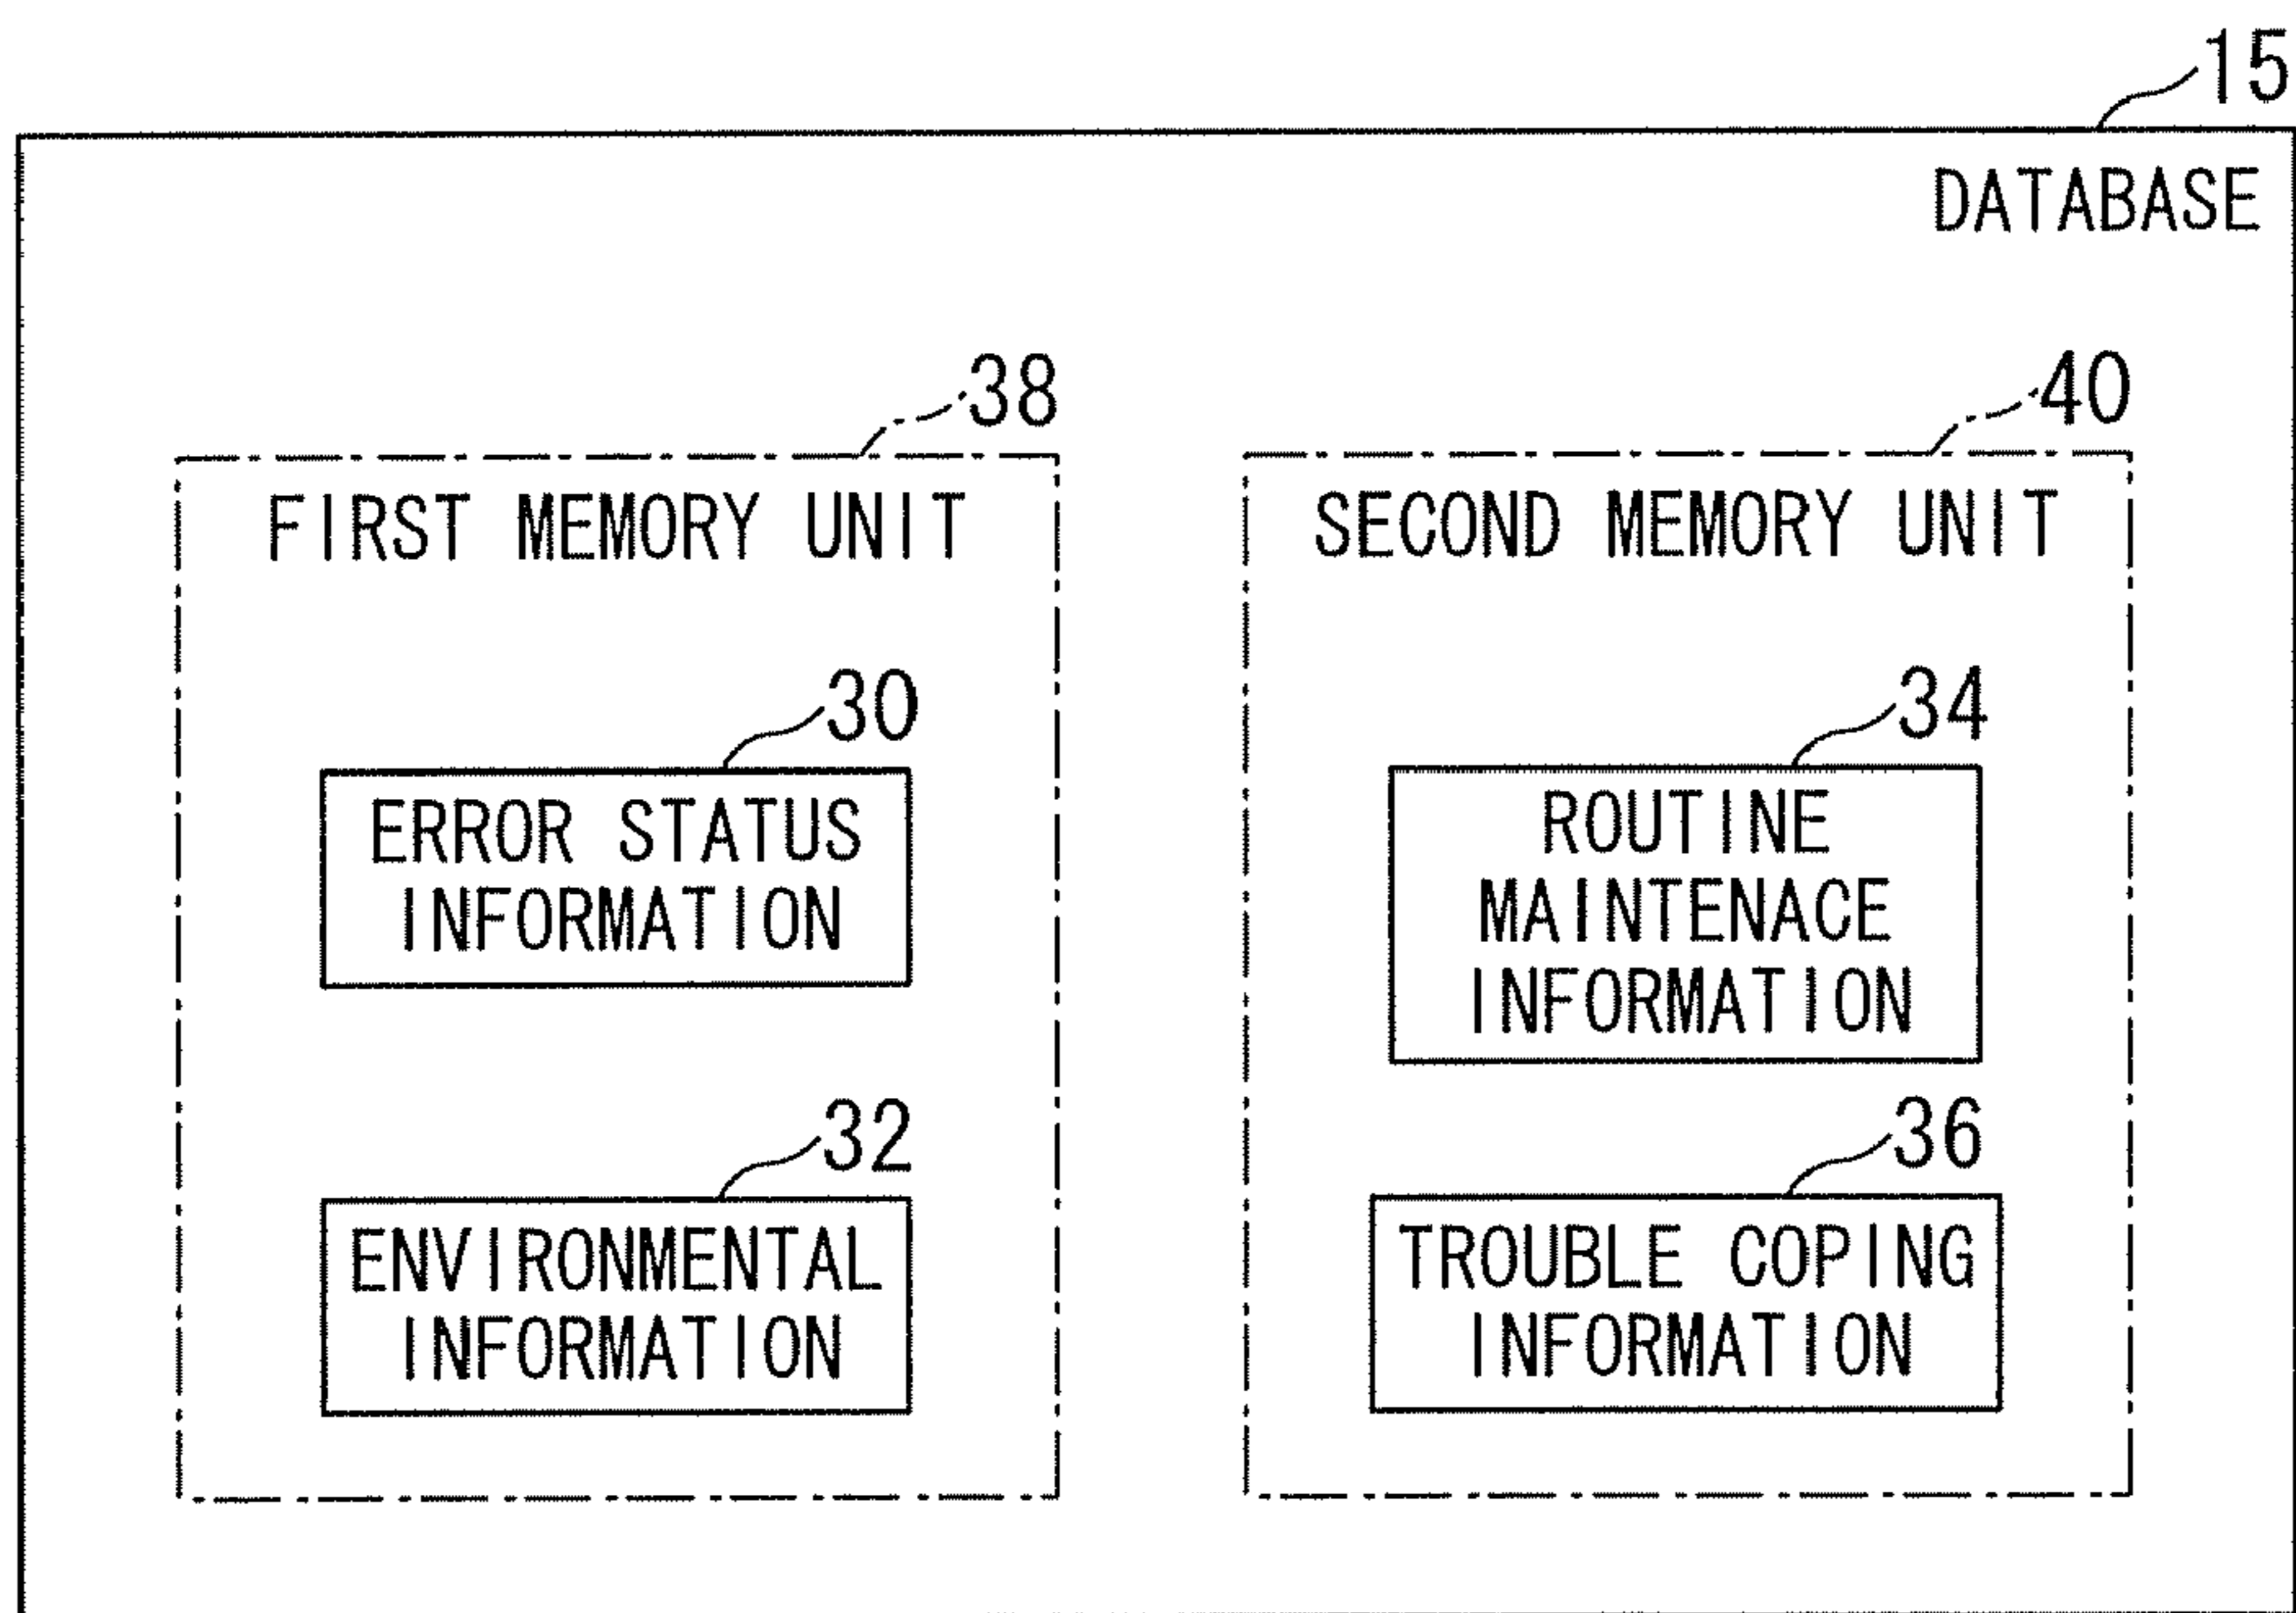 15
DATABASE
38
FIRST MEMORY UNIT
30
ERROR STATUS
INFORMATION
32
ENVIRONMENTAL
INFORMATION
40
SECOND MEMORY UNIT
34
ROUTINE
MAINTENACE
INFORMATION
36
TROUBLE COPING
INFORMATION